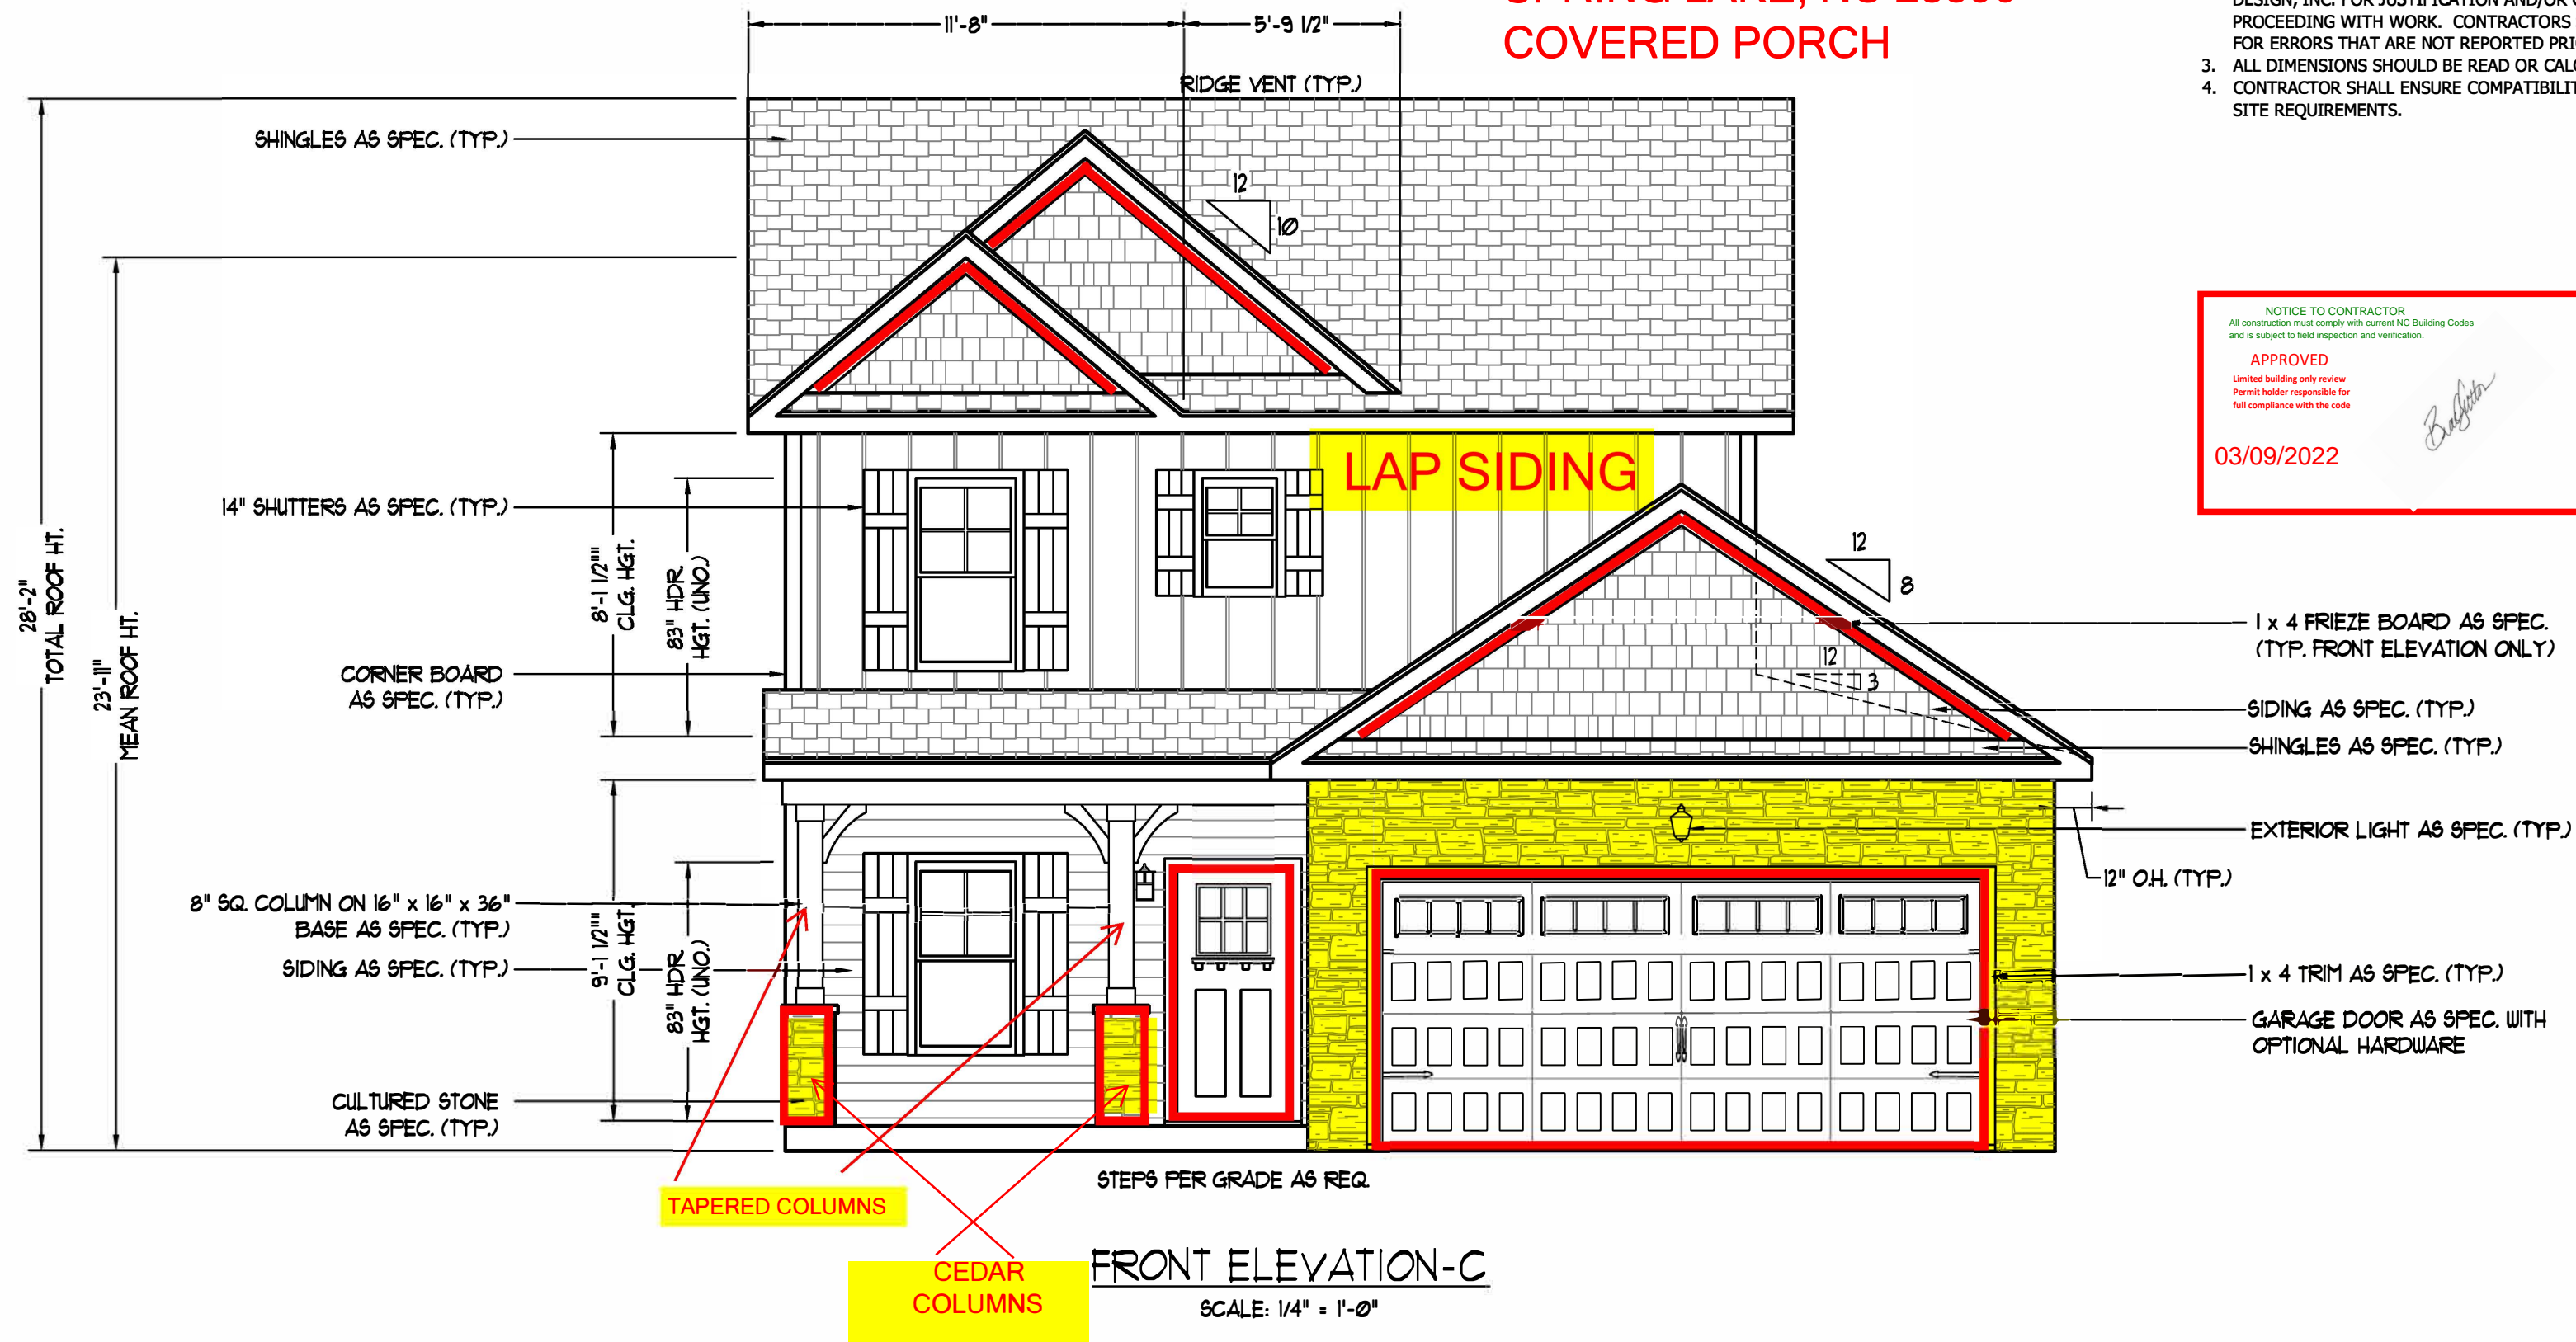 11'-8"
5'-9 1/2"
COVERED PORCH
PROCEEDING WITH WORK. CONTRACTORS
FOR ERRORS THAT ARE NOT REPORTED
3. ALL DIMENSIONS SHOULD BE READ OR
4. CONTRACTOR SHALL ENSURE
SITE REQUIREMENTS.
RIDGE VENT (TYP.)
SHINGLES AS SPEC. (TYP.)
12
10
NOTICE TO CONTRACTOR
All construction must comply with current NC Building Codes
and is subject to field inspection and verification.
APPROVED
Limited building only review
Permit holder responsible for
full compliance with the code
03/09/2022
LAP SIDING
14" SHUTTERS AS SPEC. (TYP.)
28'-2"
TOTAL ROOF HT.
23'-11"
MEAN ROOF HT.
8'-1 1/2""
CLG. HGT.
83" HDR
HGT. (UNO.)
12
8
1 x 4 FRIEZE BOARD AS SPEC.
(TYP. FRONT ELEVATION ONLY)
12
3
CORNER BOARD
AS SPEC. (TYP.)
SIDING AS SPEC. (TYP.)
SHINGLES AS SPEC. (TYP.)
EXTERIOR LIGHT AS SPEC. (TYP.)
12" O.H. (TYP.)
8" SQ. COLUMN ON 16" x 16" x 36"
BASE AS SPEC. (TYP.)
SIDING AS SPEC. (TYP.)
9'-1 1/2""
CLG. HGT.
83" HDR
HGT. (UNO.)
1 x 4 TRIM AS SPEC. (TYP.)
GARAGE DOOR AS SPEC. WITH
OPTIONAL HARDWARE
CULTURED STONE
AS SPEC. (TYP.)
STEPS PER GRADE AS REQ.
TAPERED COLUMNS
CEDAR
COLUMNS
FRONT ELEVATION-C
SCALE: 1/4" = 1'-0"